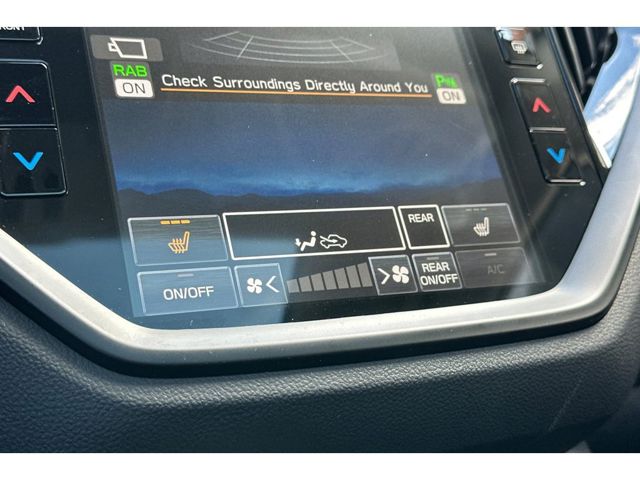 RAB
ON
Check Surroundings Directly Around You
ON
REAR
ON/OFF
REAR
ON/OFF
A/C